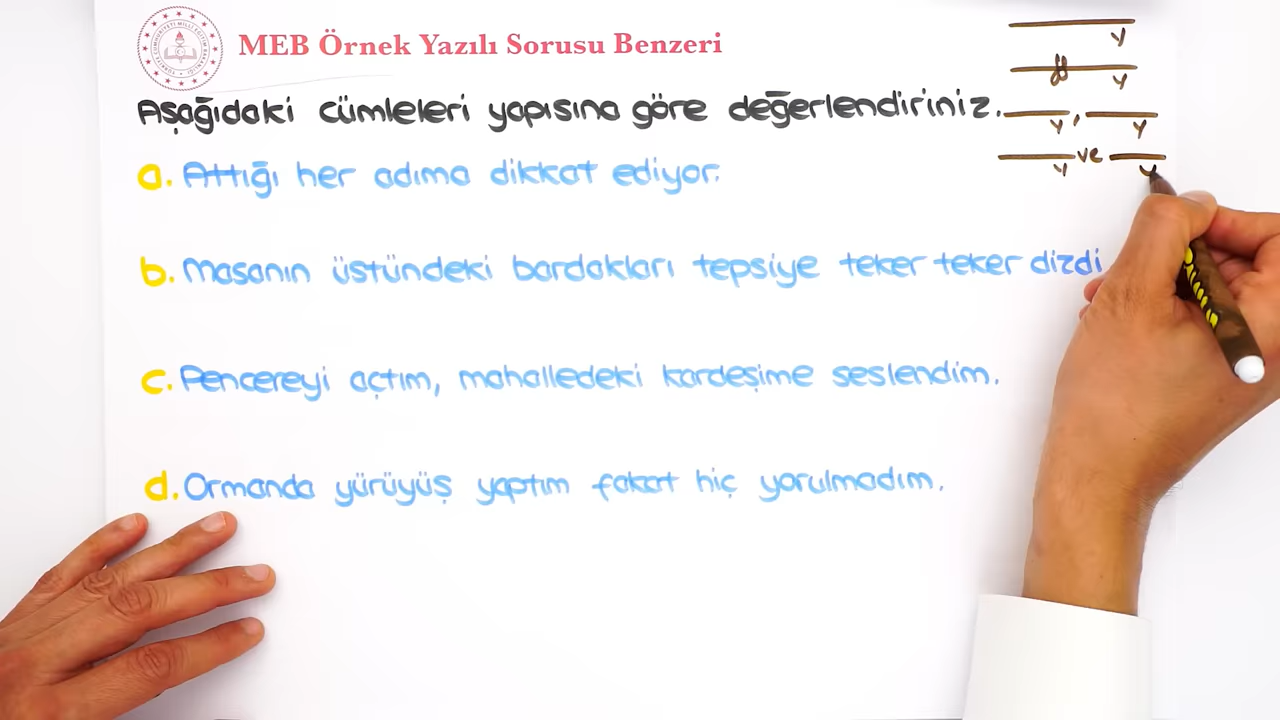 MEB Örnek Yazılı Sorusu Benzeri
Aşağıdaki cümleleri yapısına göre değerlendiriniz.
a. Attığı her adıma dikkat ediyor.
b. Masanın üstündeki bardakları tepsiye teker teker dizdi
c. Pencereyi açtım, mahalledeki kardeşime seslendim.
d. Ormanda yürüyüş yaptım fakat hiç yorulmadım.
y
y
y , y
ve
y y